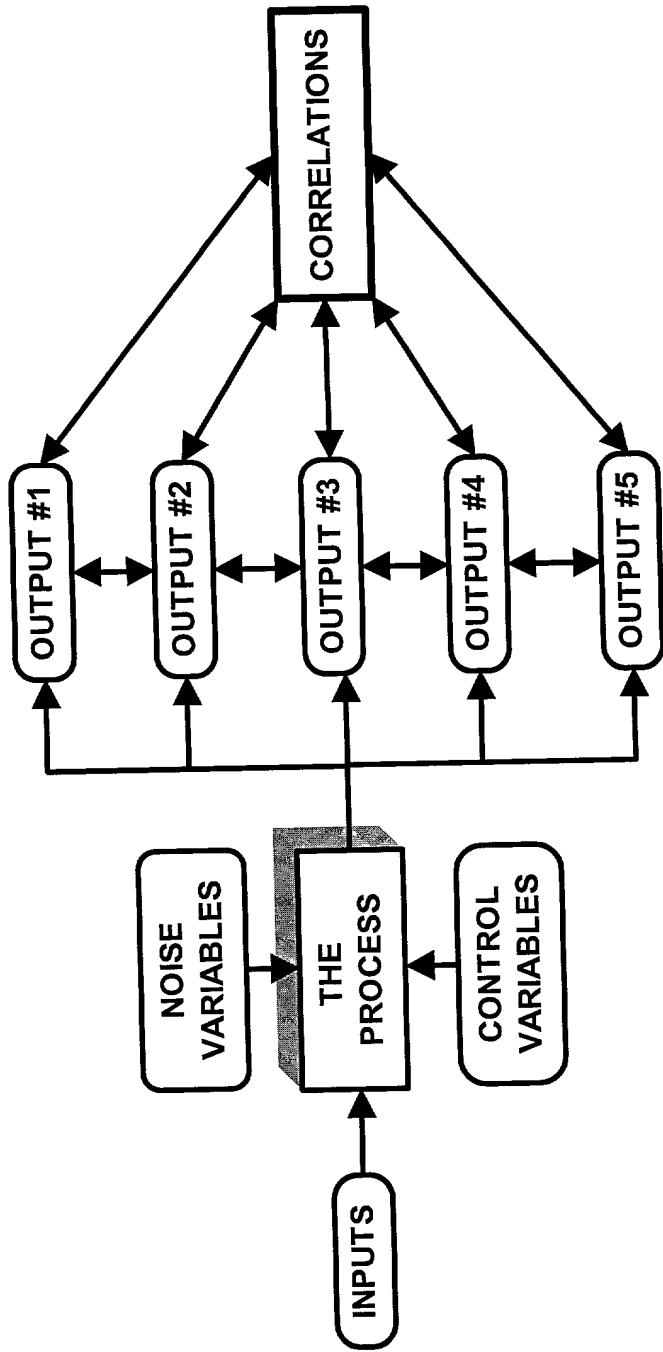 INPUTS
NOISE
VARIABLES
THE
PROCESS
CONTROL
VARIABLES
OUTPUT #1
OUTPUT #2
OUTPUT #3
OUTPUT #4
OUTPUT #5
CORRELATIONS